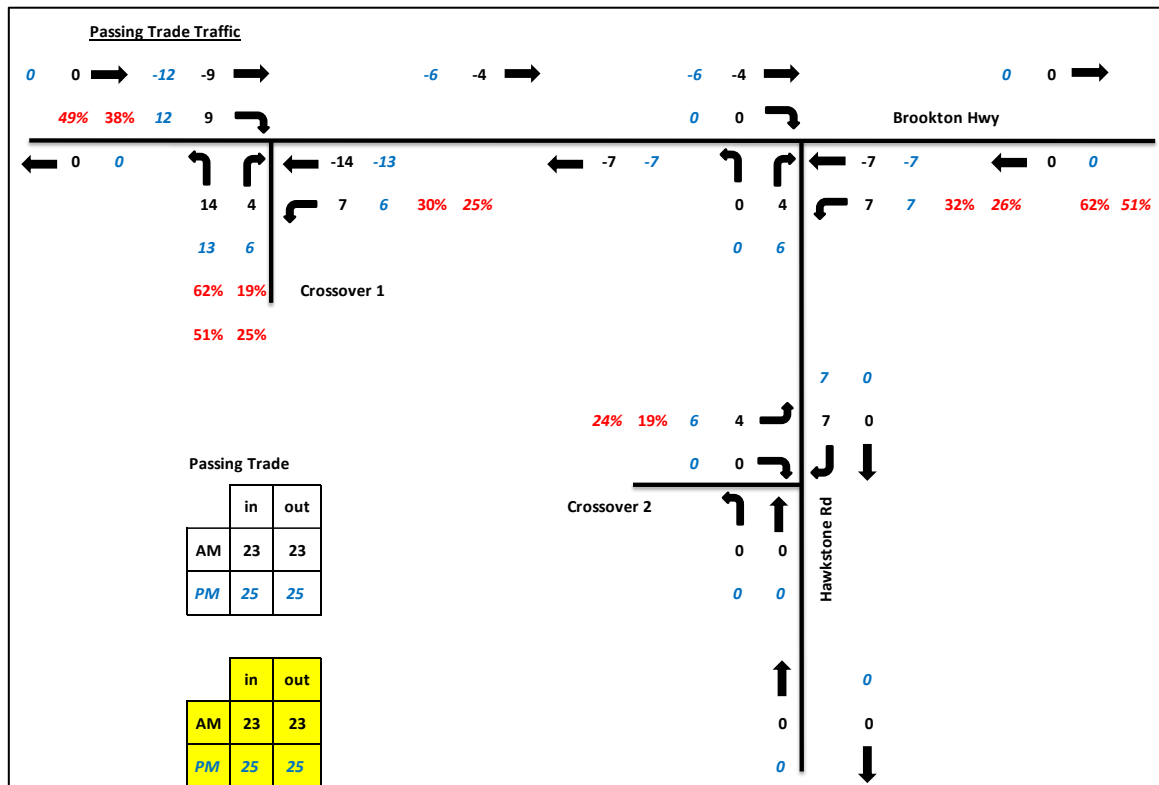 Passing Trade Traffic
0 0 -12 -9 -6 -4 -6 -4 0 0
49% 38% 12 9 0 0 Brookton Hwy
0 0 -14 -13 -7 -7 -7 -7 0 0
14 4 7 6 30% 25% 0 4 7 7 32% 26% 62% 51%
13 6 0 6
62% 19% Crossover 1
51% 25%
7 0
24% 19% 6 4 7 0
Passing Trade 0 0
in out Crossover 2
AM 23 23 0 0
PM 25 25 0 0
Hawkstone Rd
in out 0
AM 23 23 0 0
PM 25 25 0